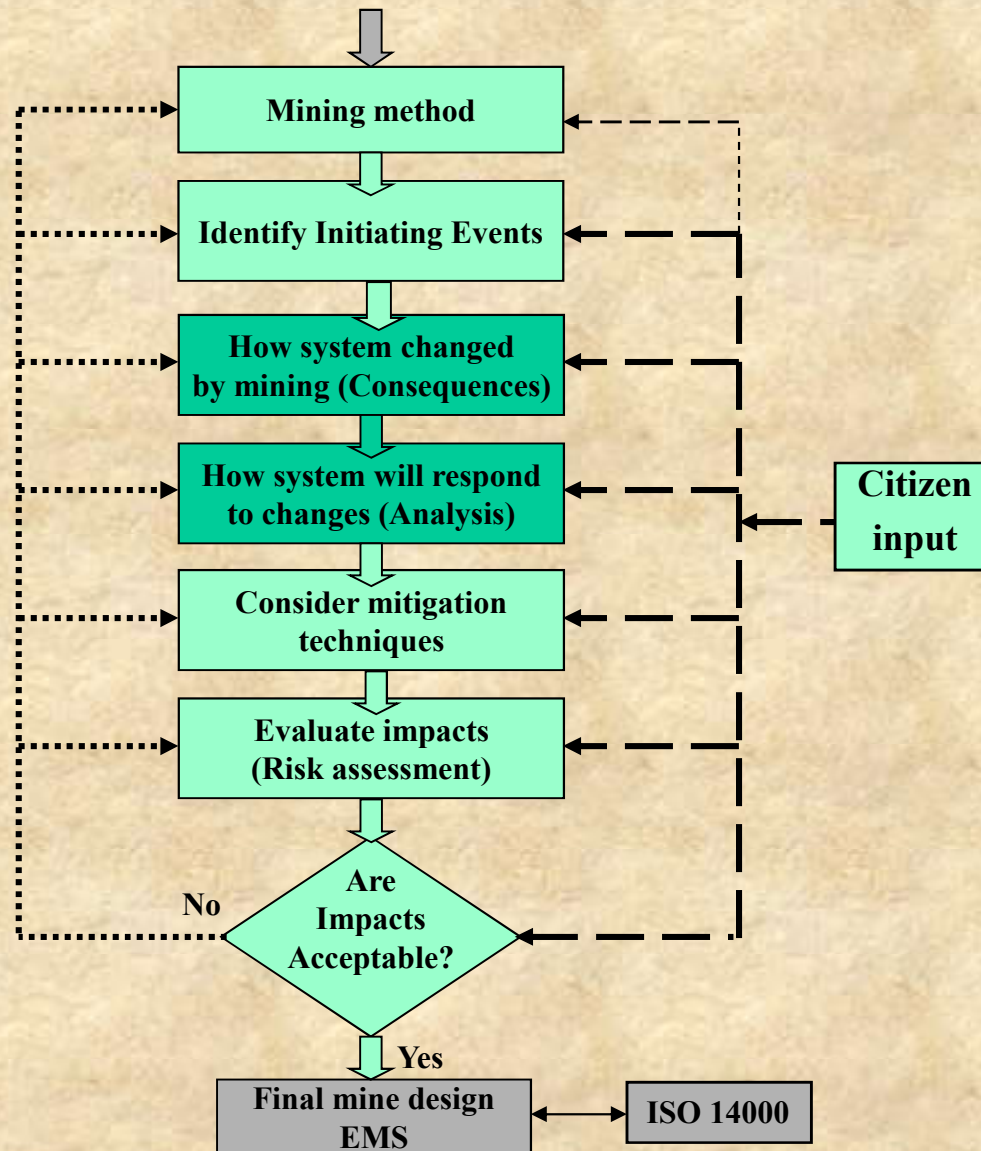 Mining method
Identify Initiating Events
How system changed
by mining (Consequences)
How system will respond
to changes (Analysis)
Citizen
input
Consider mitigation
techniques
Evaluate impacts
(Risk assessment)
No
Are
Impacts
Acceptable?
Yes
Final mine design
EMS
ISO 14000